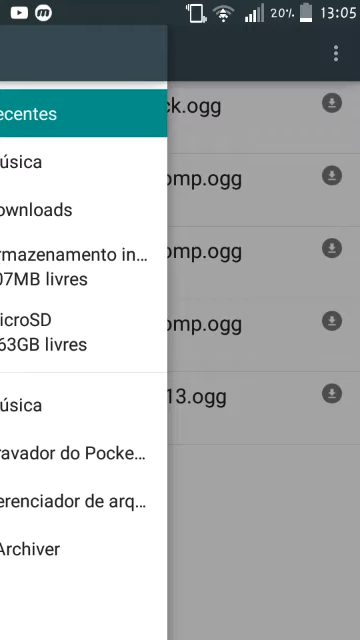 20% 13:05
ecentes
ck.ogg
úsica
omp.ogg
ownloads
omp.ogg
rmazenamento in...
07MB livres
icroSD
63GB livres
omp.ogg
13.ogg
úsica
ravador do Pocke...
erenciador de arq...
Archiver